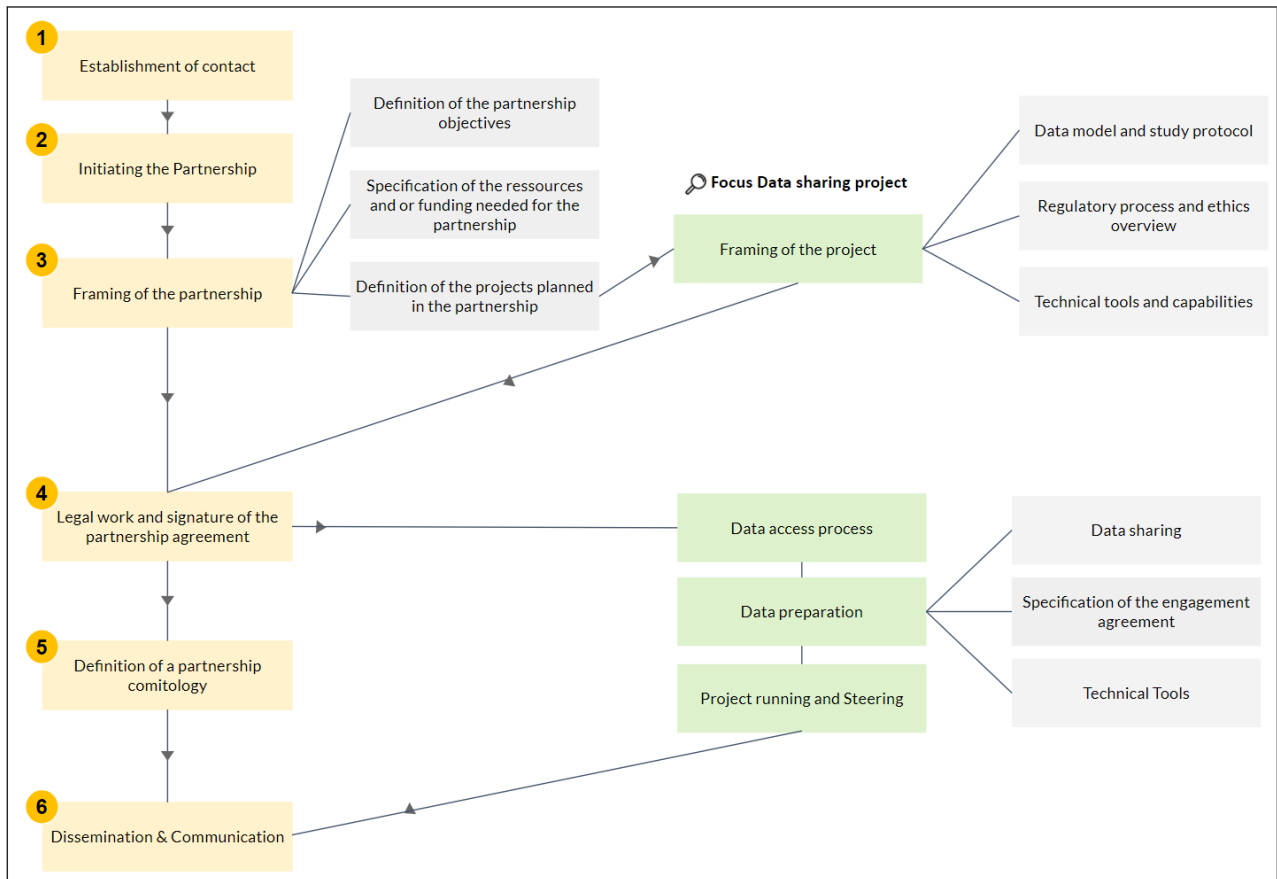 1
Establishment of contact
2
Initiating the Partnership
3
Framing of the partnership
Definition of the partnership
objectives
Specification of the ressources
and or funding needed for the
partnership
Definition of the projects planned
in the partnership
Focus Data sharing project
Framing of the project
Data model and study protocol
Regulatory process and ethics
overview
Technical tools and capabilities
4
Legal work and signature of the
partnership agreement
Data access process
Data preparation
Project running and Steering
Data sharing
Specification of the engagement
agreement
Technical Tools
5
Definition of a partnership
comitology
6
Dissemination & Communication